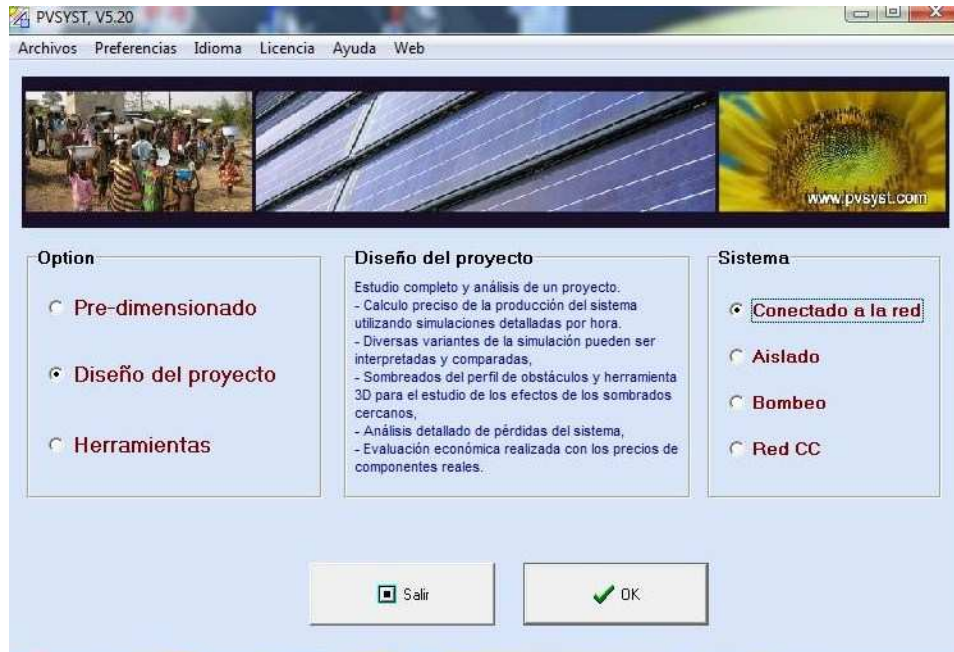 PVSYST, V5.20
Archivos Preferencias Idioma Licencia Ayuda Web
www.pvsyst.com
Option
Pre-dimensionado
Diseño del proyecto
Herramientas
Diseño del proyecto
Estudio completo y análisis de un proyecto.
- Calculo preciso de la producción del sistema
utilizando simulaciones detalladas por hora.
- Diversas variantes de la simulación pueden ser
interpretadas y comparadas,
- Sombreados del perfil de obstáculos y herramienta
3D para el estudio de los efectos de los sombrados
cercanos,
- Análisis detallado de pérdidas del sistema,
- Evaluación económica realizada con los precios de
componentes reales.
Sistema
Conectado a la red
Aislado
Bombeo
Red CC
Salir
OK